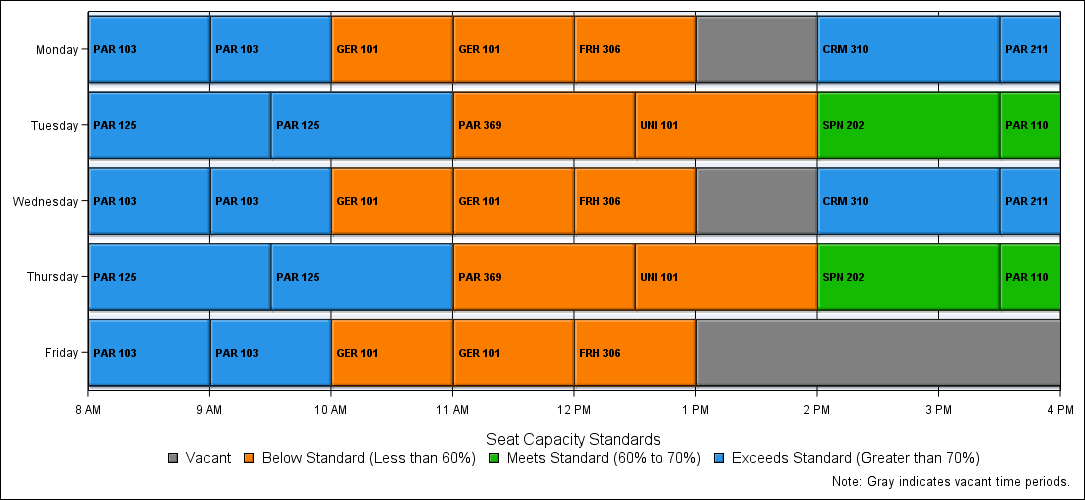 Monday PAR 103 PAR 103 GER 101 GER 101 FRH 306 CRM 310 PAR 211
Tuesday PAR 125 PAR 125 PAR 369 UNI 101 SPN 202 PAR 110
Wednesday PAR 103 PAR 103 GER 101 GER 101 FRH 306 CRM 310 PAR 211
Thursday PAR 125 PAR 125 PAR 369 UNI 101 SPN 202 PAR 110
Friday PAR 103 PAR 103 GER 101 GER 101 FRH 306
8 AM 9 AM 10 AM 11 AM 12 PM 1 PM 2 PM 3 PM 4 PM
Seat Capacity Standards
Vacant Below Standard (Less than 60%) Meets Standard (60% to 70%) Exceeds Standard (Greater than 70%)
Note: Gray indicates vacant time periods.